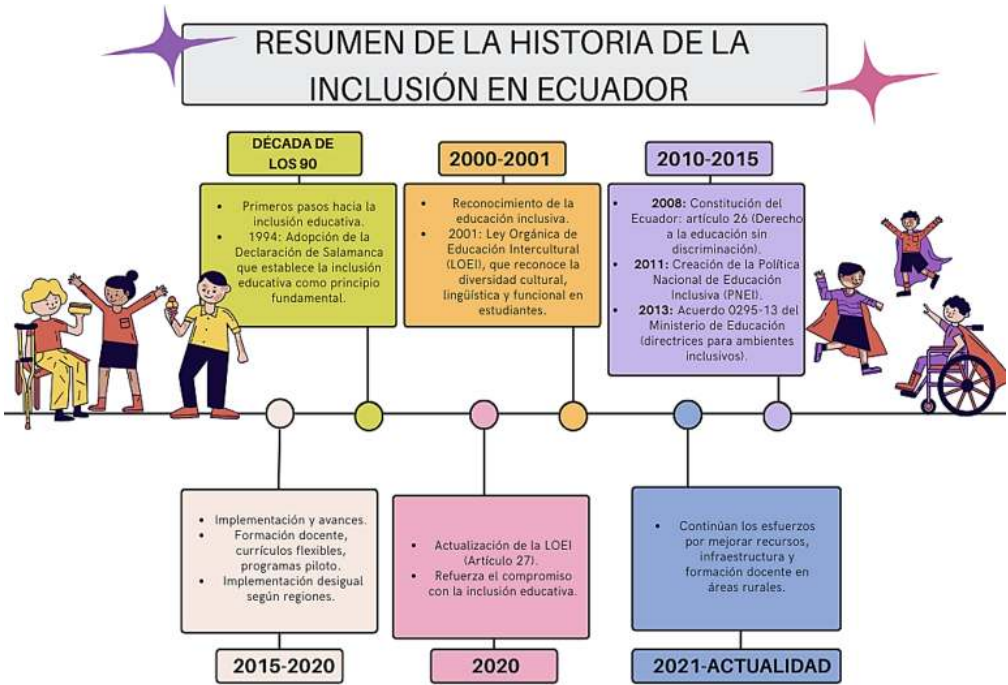 RESUMEN DE LA HISTORIA DE LA
INCLUSIÓN EN ECUADOR
DÉCADA DE
LOS 90
• Primeros pasos hacia la
inclusión educativa.
• 1994: Adopción de la
Declaración de Salamanca
que establece la inclusión
educativa como principio
fundamental.
2000-2001
• Reconocimiento de la
educación inclusiva.
• 2001: Ley Orgánica de
Educación Intercultural
(LOEI), que reconoce la
diversidad cultural,
lingüística y funcional en
estudiantes.
2010-2015
• 2008: Constitución del
Ecuador: artículo 26 (Derecho
a la educación sin
discriminación).
• 2011: Creación de la Política
Nacional de Educación
Inclusiva (PNEI).
• 2013: Acuerdo 0295-13 del
Ministerio de Educación
(directrices para ambientes
inclusivos).
• Implementación y avances.
• Formación docente,
currículos flexibles,
programas piloto.
• Implementación desigual
según regiones.
2015-2020
• Actualización de la LOEI
(Artículo 27).
• Refuerza el compromiso
con la inclusión educativa.
2020
• Continúan los esfuerzos
por mejorar recursos,
infraestructura y
formación docente en
áreas rurales.
2021-ACTUALIDAD